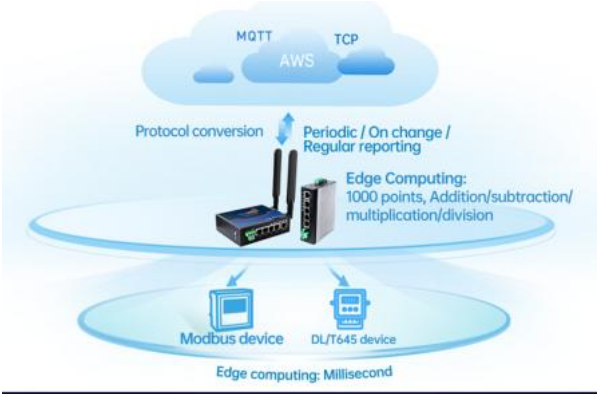 MQTT
TCP
AWS
Protocol conversion
Periodic / On change /
Regular reporting
Edge Computing:
1000 points, Addition/subtraction/
multiplication/division
Modbus device
DL/T645 device
Edge computing: Millisecond